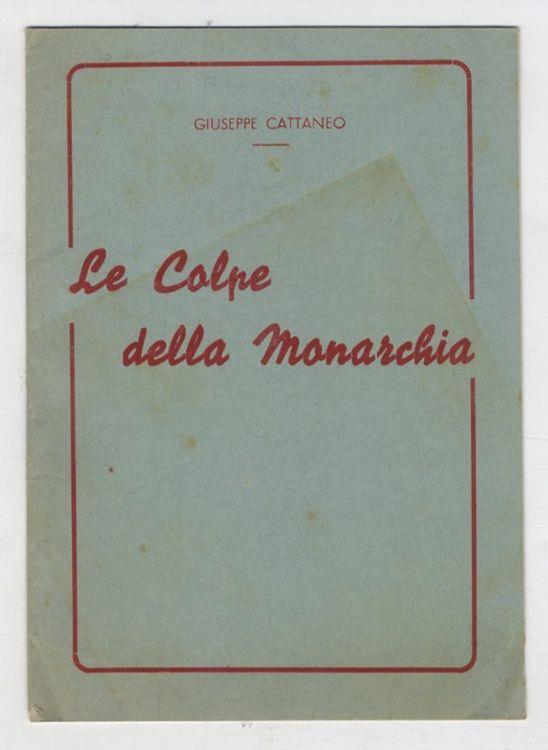 GIUSEPPE CATTANEO
Le Colpe
della Monarchia